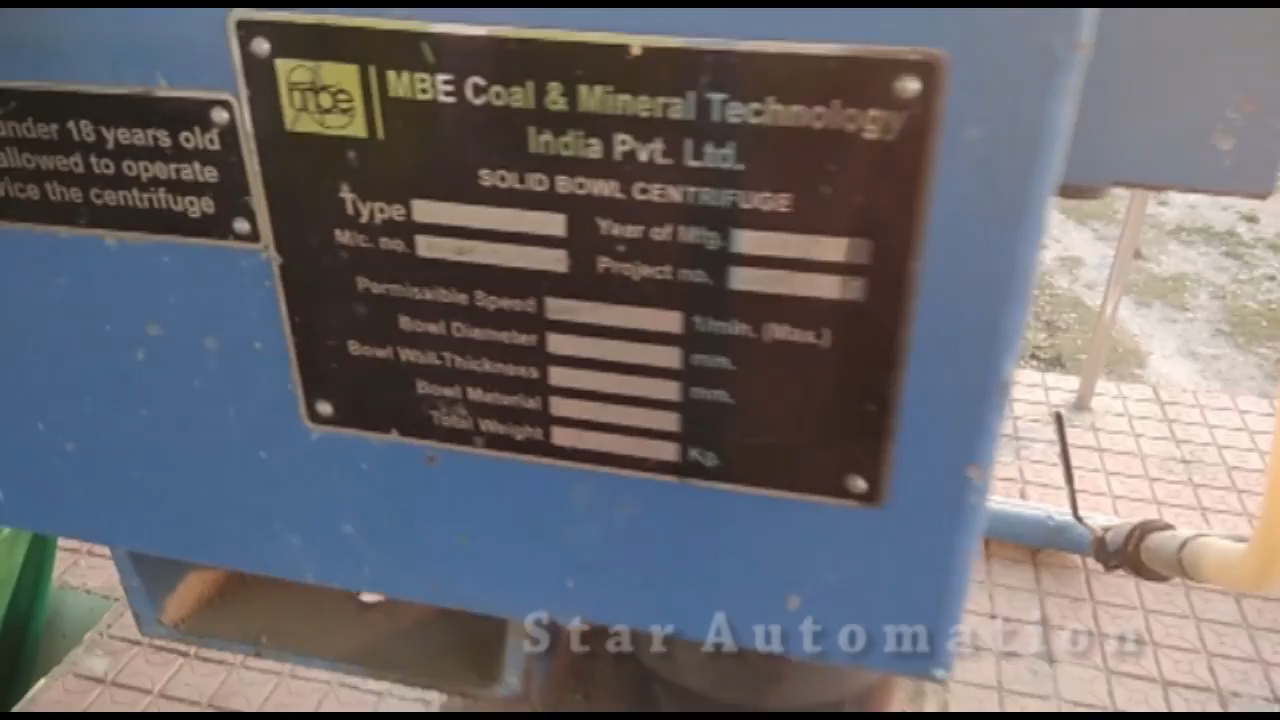 under 18 years old
allowed to operate
vice the centrifuge
mbe
MBE Coal & Mineral Technology
India Pvt. Ltd.
SOLID BOWL CENTRIFUGE
Type
Year of Mfg.
M/c. no.
Project no.
Permissible Speed 1/min. (Max.)
Bowl Diameter mm.
Bowl Wall Thickness mm.
Bowl Material
Total Weight Kg.
Star Automation